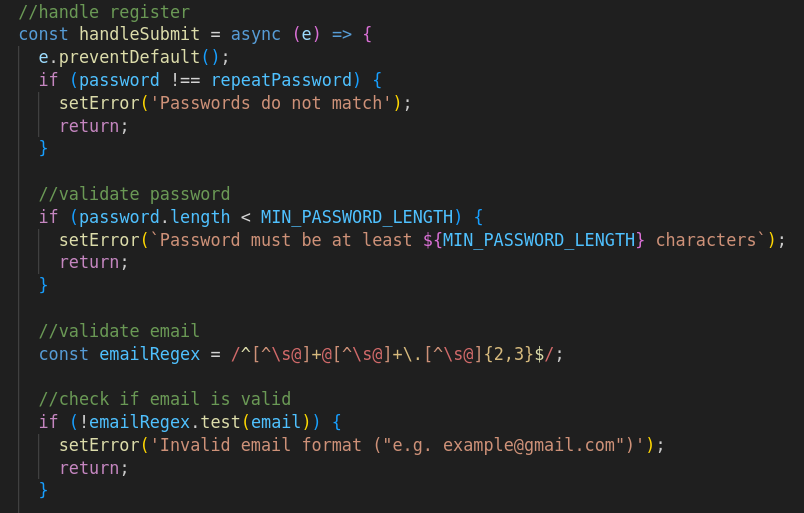 //handle register
const handleSubmit = async (e) => {
  e.preventDefault();
  if (password !== repeatPassword) {
    setError('Passwords do not match');
    return;
  }

  //validate password
  if (password.length < MIN_PASSWORD_LENGTH) {
    setError(`Password must be at least ${MIN_PASSWORD_LENGTH} characters`);
    return;
  }

  //validate email
  const emailRegex = /^[^\s@]+@[^\s@]+\.[^\s@]{2,3}$/;

  //check if email is valid
  if (!emailRegex.test(email)) {
    setError('Invalid email format ("e.g. example@gmail.com")');
    return;
  }